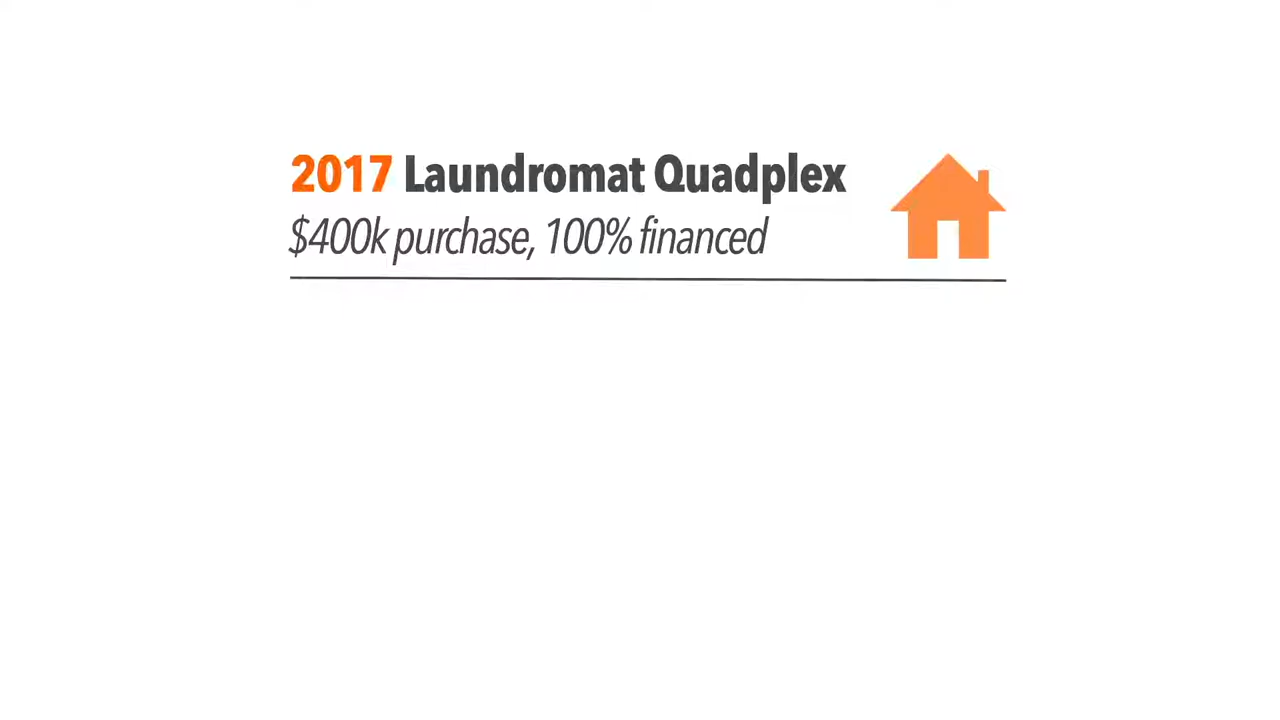 2017 Laundromat Quadplex
$400k purchase, 100% financed